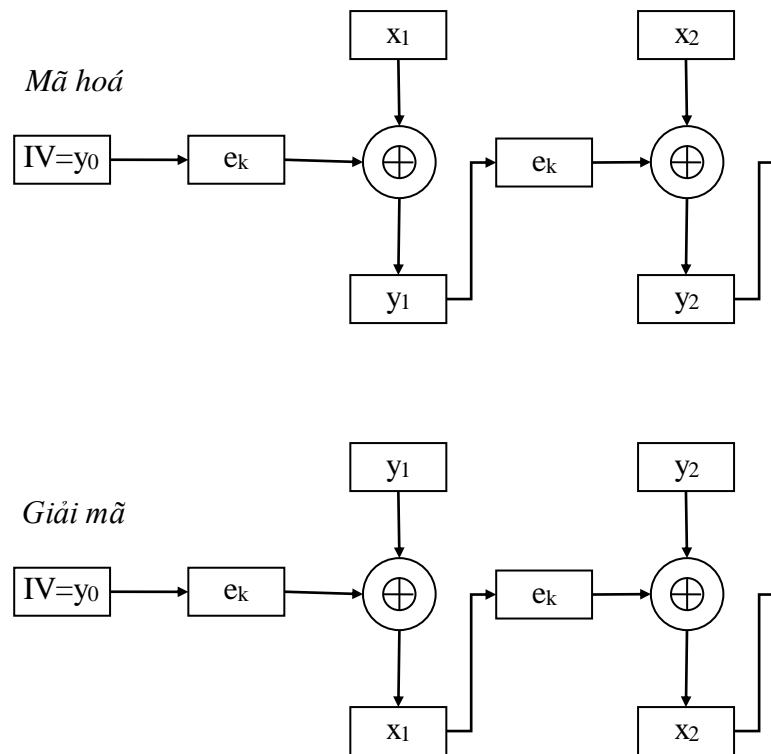 x₁ x₂
Mã hoá
IV=y₀ eₖ eₖ
y₁ y₂
y₁ y₂
Giải mã
IV=y₀ eₖ eₖ
x₁ x₂